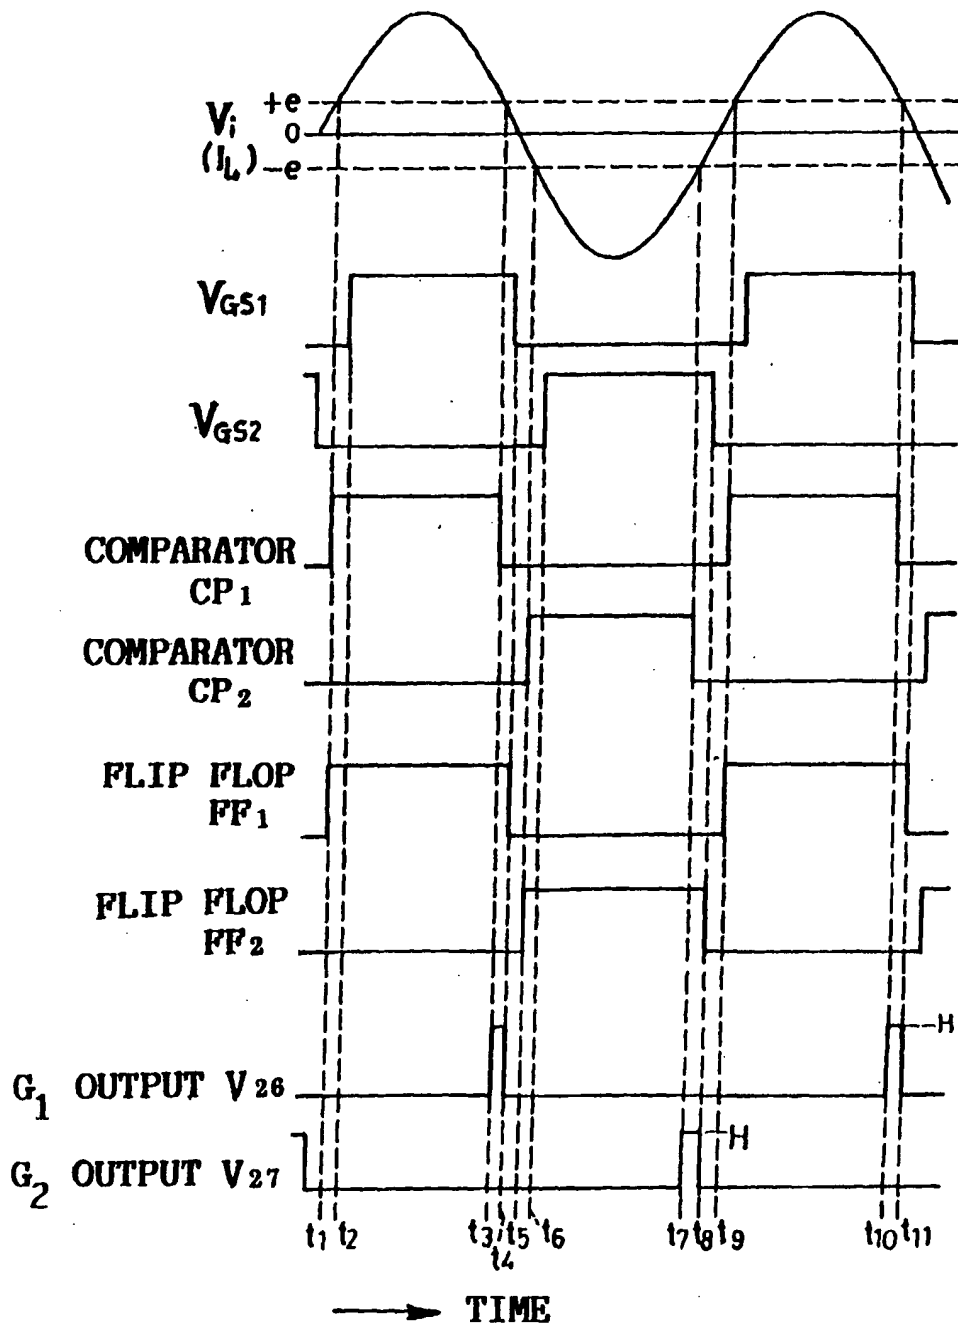 +e
Vi 0
(IL) -e
VGS1
VGS2
COMPARATOR
CP1
COMPARATOR
CP2
FLIP FLOP
FF1
FLIP FLOP
FF2
H
G1 OUTPUT V26
H
G2 OUTPUT V27
t1 t2 t3 t4 t5 t6 t7 t8 t9 t10 t11
TIME